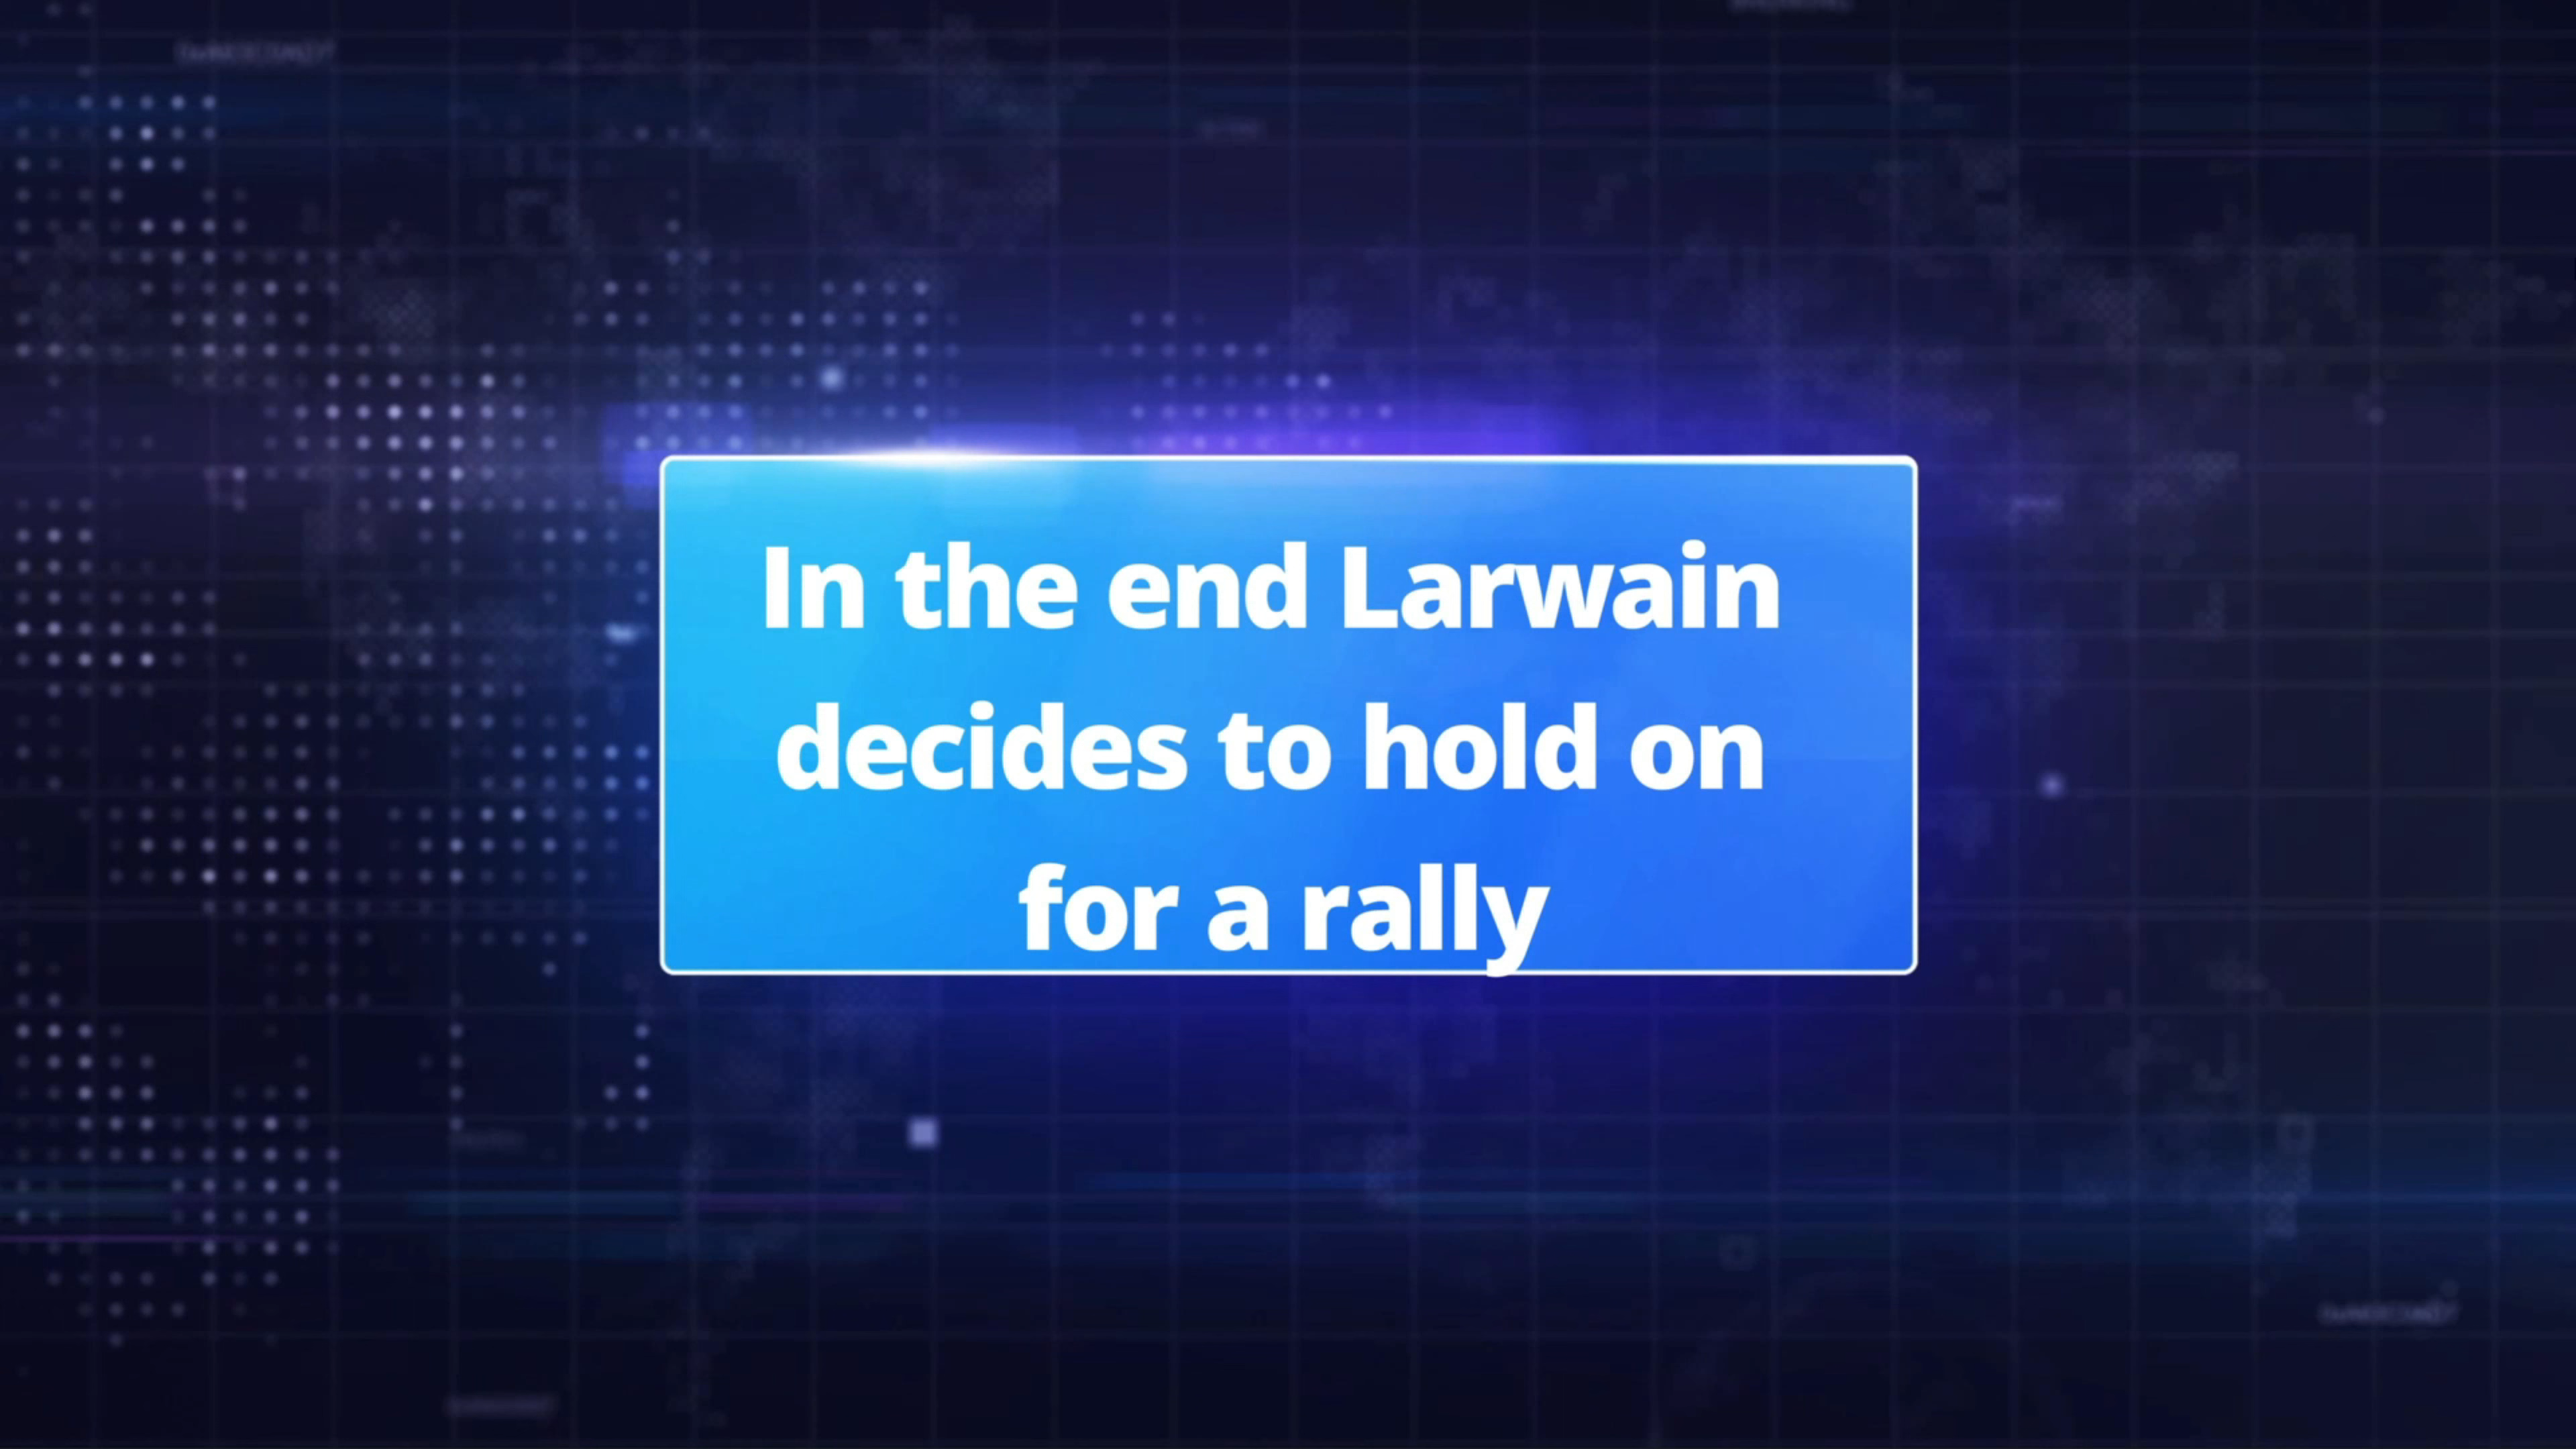 In the end Larwain
decides to hold on
for a rally